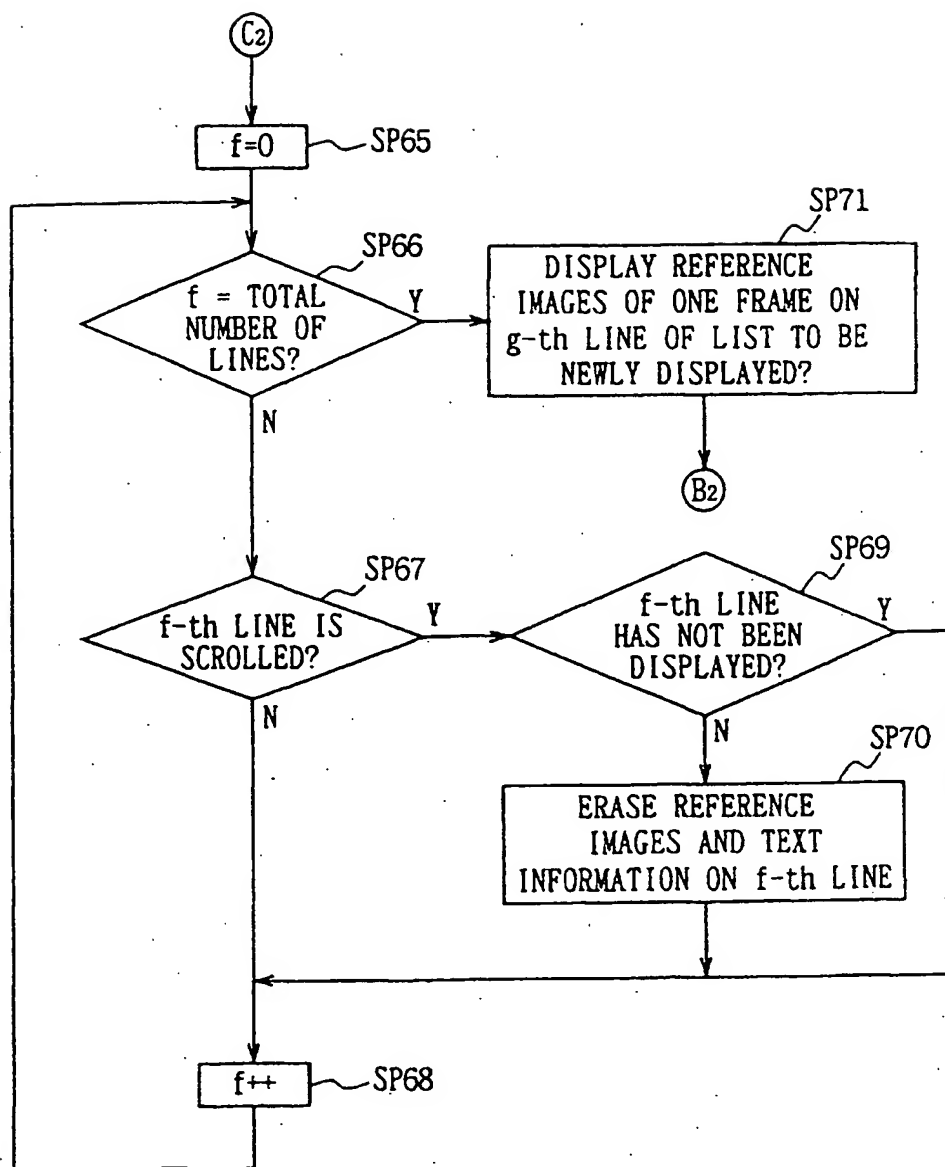 C2
f=0
SP65
SP71
DISPLAY REFERENCE
IMAGES OF ONE FRAME ON
g-th LINE OF LIST TO BE
NEWLY DISPLAYED?
SP66
f = TOTAL
NUMBER OF
LINES?
Y
N
B2
SP67
f-th LINE IS
SCROLLED?
Y
N
SP69
f-th LINE
HAS NOT BEEN
DISPLAYED?
Y
N
SP70
ERASE REFERENCE
IMAGES AND TEXT
INFORMATION ON f-th LINE
f++
SP68